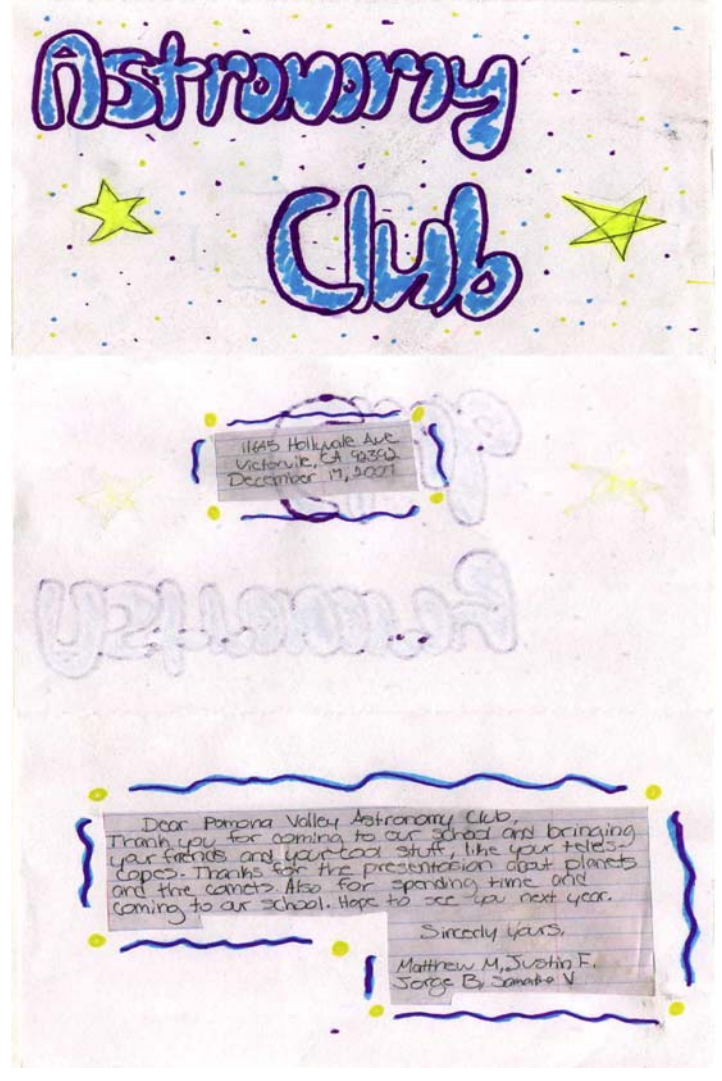 Astronomy
Club
11645 Hollyvale Ave
Victorville, CA 92392
December 17, 2007
Dear Pomona Valley Astronomy Club,
Thank you for coming to our school and bringing
your friends and your cool stuff, like your teles-
copes. Thanks for the presentasion about planets
and the comets. Also for spending time and
coming to our school. Hope to see you next year.
Sincerly yours,
Matthew M, Justin F.
Jorge B, Samantha V